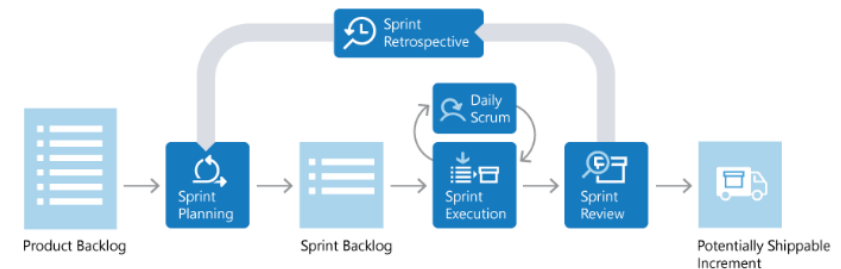 Sprint
Retrospective
Daily
Scrum
Sprint
Planning
Sprint
Execution
Sprint
Review
Product Backlog
Sprint Backlog
Potentially Shippable
Increment